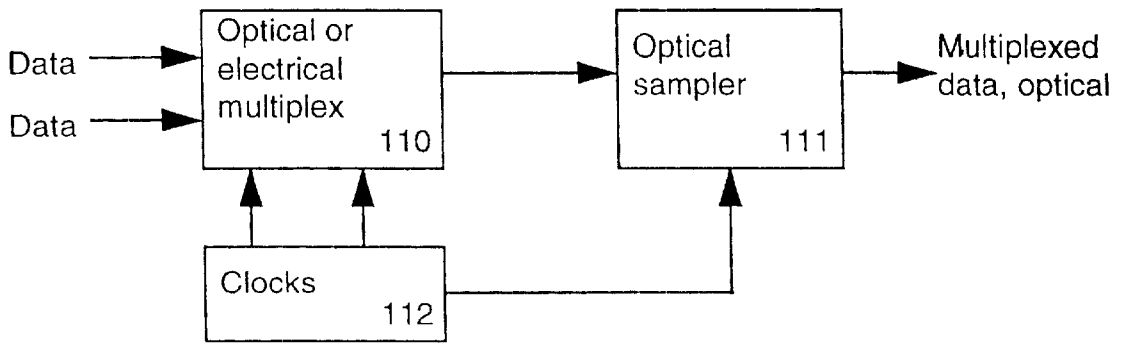 Data
Data
Optical or
electrical
multiplex
110
Optical
sampler
111
Multiplexed
data, optical
Clocks
112